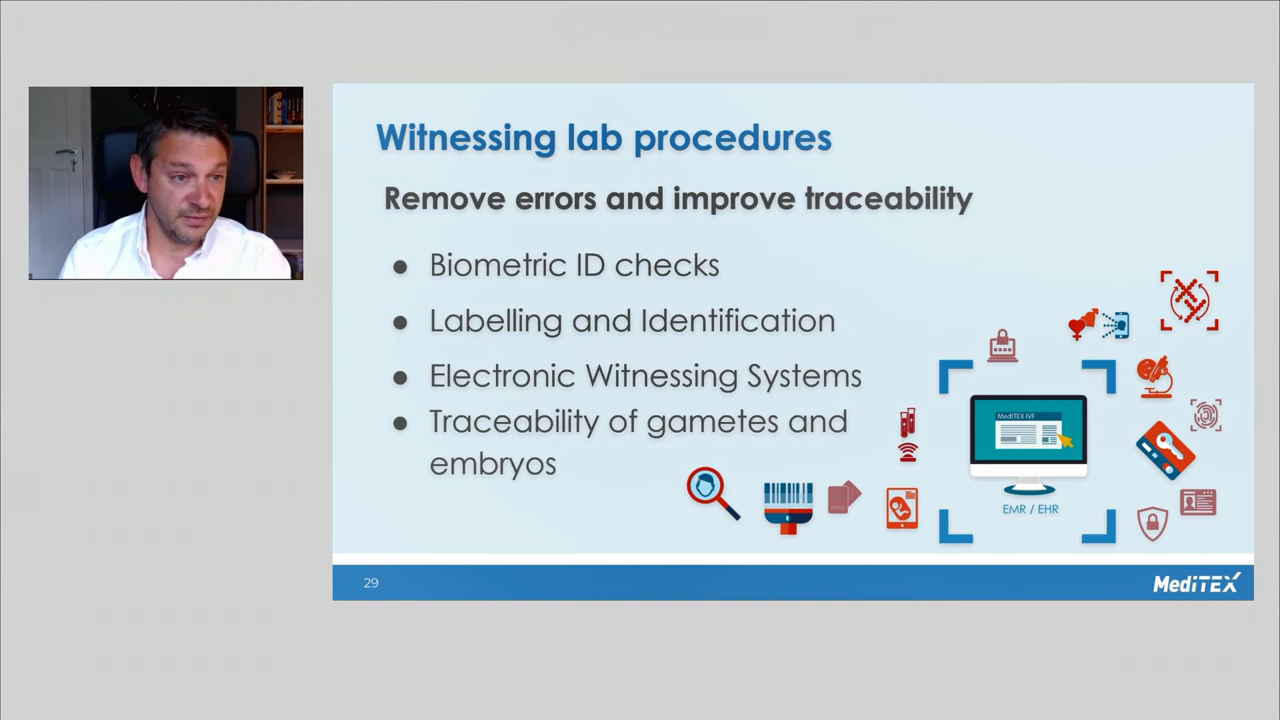 Witnessing lab procedures
Remove errors and improve traceability
● Biometric ID checks
● Labelling and Identification
● Electronic Witnessing Systems
● Traceability of gametes and
embryos
MedITEX IVF
EMR / EHR
29
MedITEX